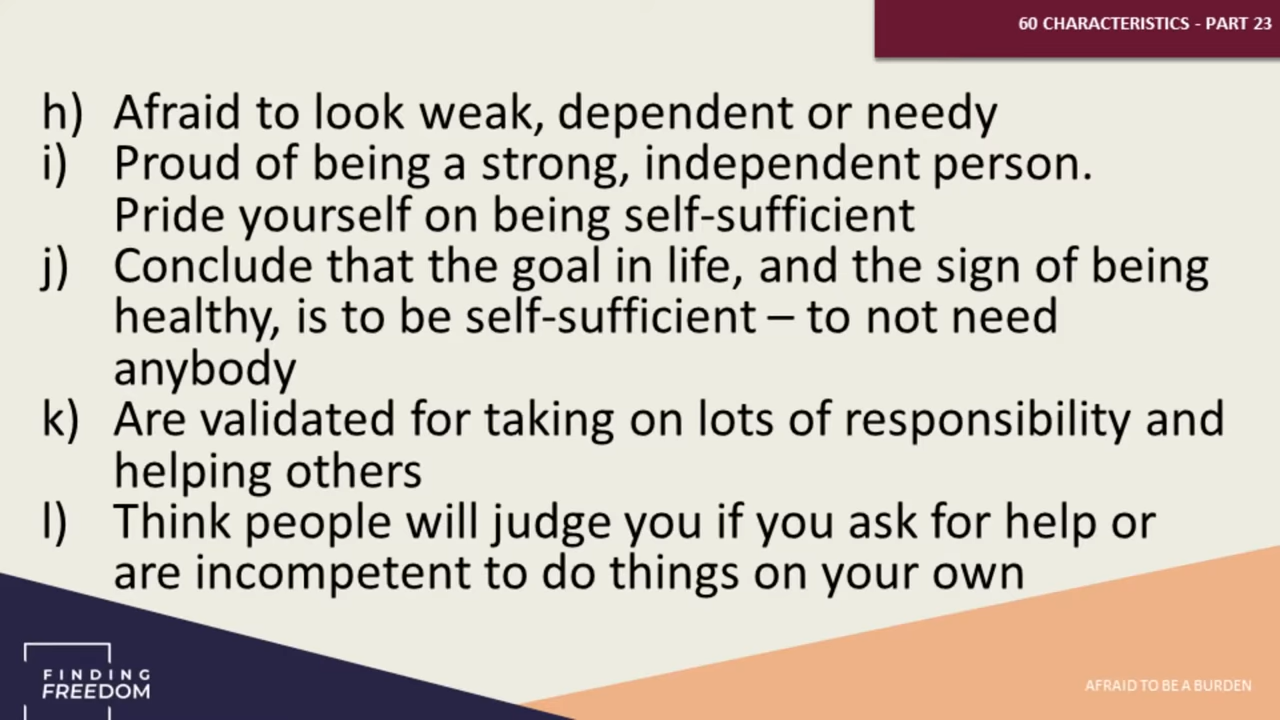 60 CHARACTERISTICS - PART 23
h) Afraid to look weak, dependent or needy
i) Proud of being a strong, independent person.
Pride yourself on being self-sufficient
j) Conclude that the goal in life, and the sign of being
healthy, is to be self-sufficient – to not need
anybody
k) Are validated for taking on lots of responsibility and
helping others
l) Think people will judge you if you ask for help or
are incompetent to do things on your own
FINDING
FREEDOM
AFRAID TO BE A BURDEN